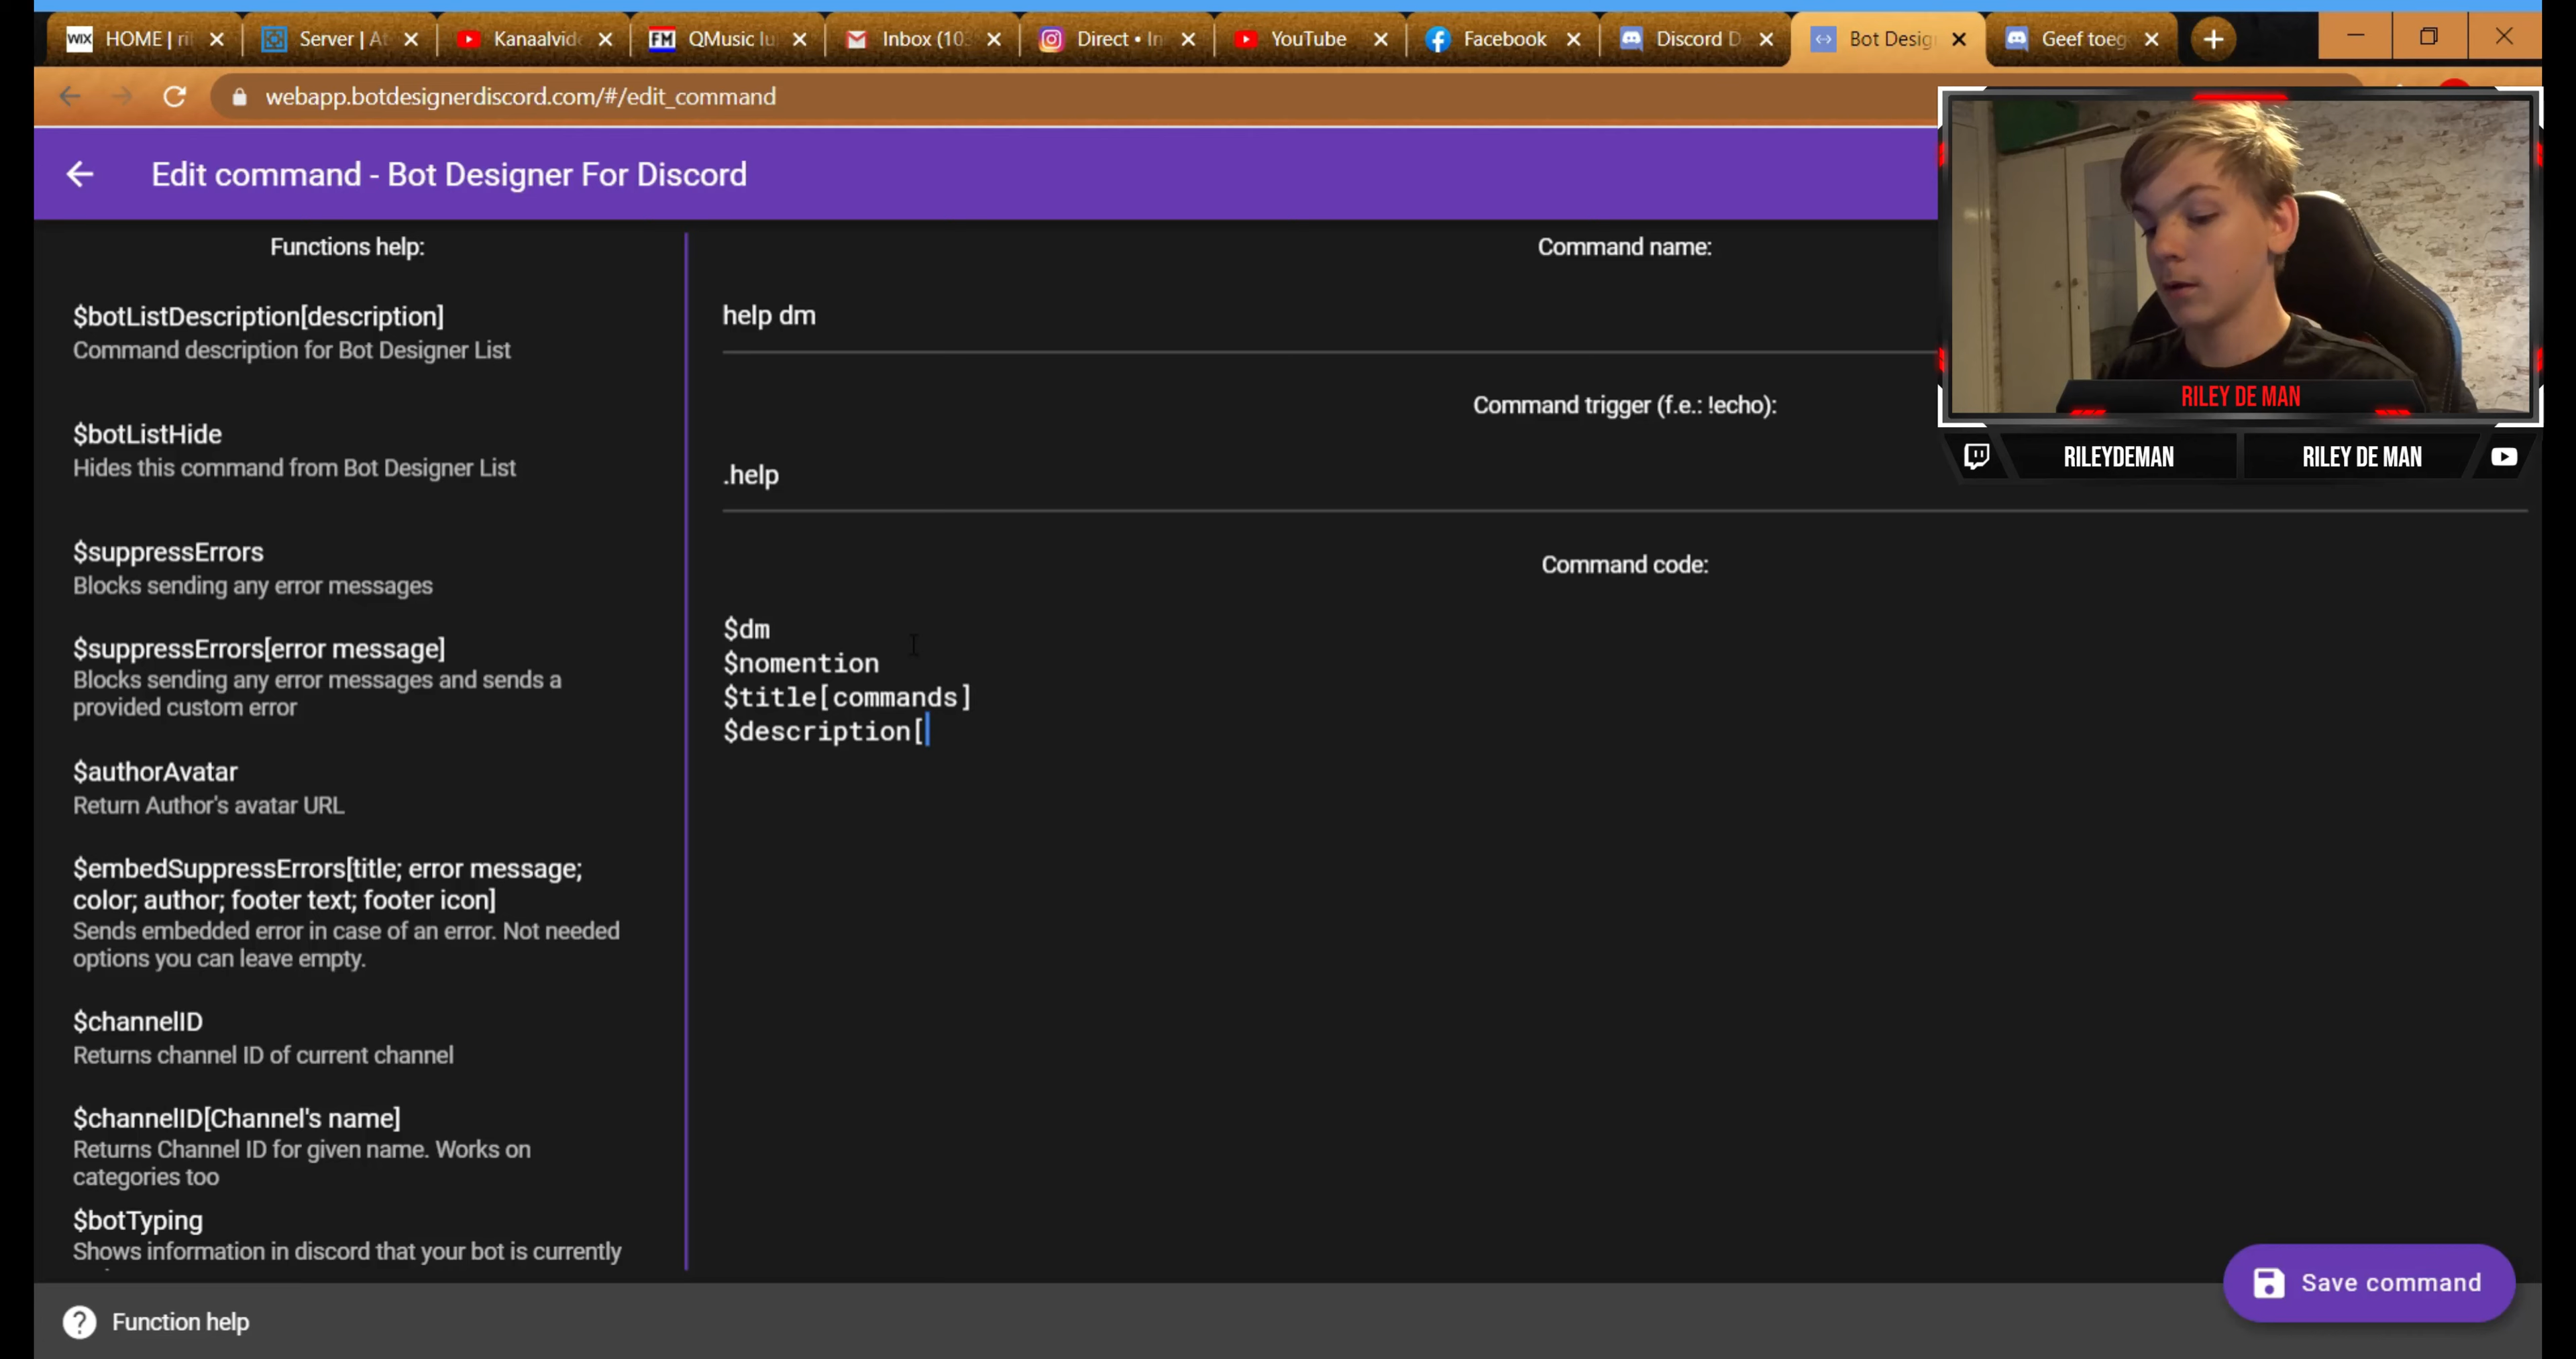 HOME | ri
Server | At
Kanaalvide
QMusic lu
Inbox (10
Direct • In
YouTube
Facebook
Discord D
Bot Desig
Geef toeg
webapp.botdesignerdiscord.com/#/edit_command
Edit command - Bot Designer For Discord
Functions help:
$botListDescription[description]
Command description for Bot Designer List
$botListHide
Hides this command from Bot Designer List
$suppressErrors
Blocks sending any error messages
$suppressErrors[error message]
Blocks sending any error messages and sends a
provided custom error
$authorAvatar
Return Author's avatar URL
$embedSuppressErrors[title; error message;
color; author; footer text; footer icon]
Sends embedded error in case of an error. Not needed
options you can leave empty.
$channelID
Returns channel ID of current channel
$channelID[Channel's name]
Returns Channel ID for given name. Works on
categories too
$botTyping
Shows information in discord that your bot is currently
Command name:
help dm
Command trigger (f.e.: !echo):
.help
Command code:
$dm
$nomention
$title[commands]
$description[
RILEY DE MAN
RILEYDEMAN
RILEY DE MAN
Save command
Function help